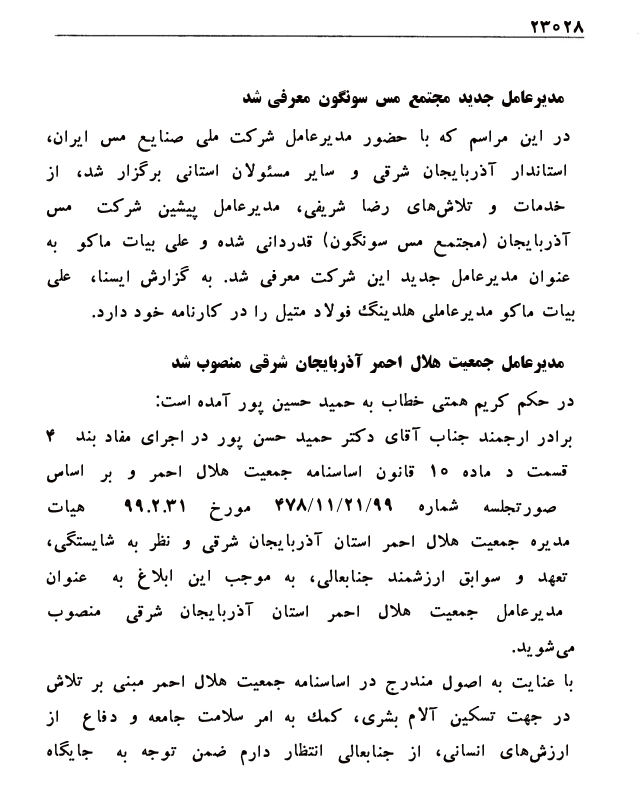 ۲۳۰۲۸
مدیرعامل جدید مجتمع مس سونگون معرفی شد
در این مراسم که با حضور مدیرعامل شرکت ملی صنایع مس ایران،
استاندار آذربایجان شرقی و سایر مسئولان استانی برگزار شد، از
خدمات و تلاش‌های رضا شریفی، مدیرعامل پیشین شرکت مس
آذربایجان (مجتمع مس سونگون) قدردانی شده و علی بیات ماکو به
عنوان مدیرعامل جدید این شرکت معرفی شد. به گزارش ایسنا، علی
بیات ماکو مدیرعاملی هلدینگ فولاد متیل را در کارنامه خود دارد.
مدیرعامل جمعیت هلال احمر آذربایجان شرقی منصوب شد
در حکم کریم همتی خطاب به حمید حسین پور آمده است:
برادر ارجمند جناب آقای دکتر حمید حسن پور در اجرای مفاد بند ۴
قسمت د ماده ۱۰ قانون اساسنامه جمعیت هلال احمر و بر اساس
صورتجلسه شماره ۴۷۸/۱۱/۲۱/۹۹ مورخ ۹۹.۲.۳۱ هیات
مدیره جمعیت هلال احمر استان آذربایجان شرقی و نظر به شایستگی،
تعهد و سوابق ارزشمند جنابعالی، به موجب این ابلاغ به عنوان
مدیرعامل جمعیت هلال احمر استان آذربایجان شرقی منصوب
می‌شوید.
با عنایت به اصول مندرج در اساسنامه جمعیت هلال احمر مبنی بر تلاش
در جهت تسکین آلام بشری، کمک به امر سلامت جامعه و دفاع از
ارزش‌های انسانی، از جنابعالی انتظار دارم ضمن توجه به جایگاه